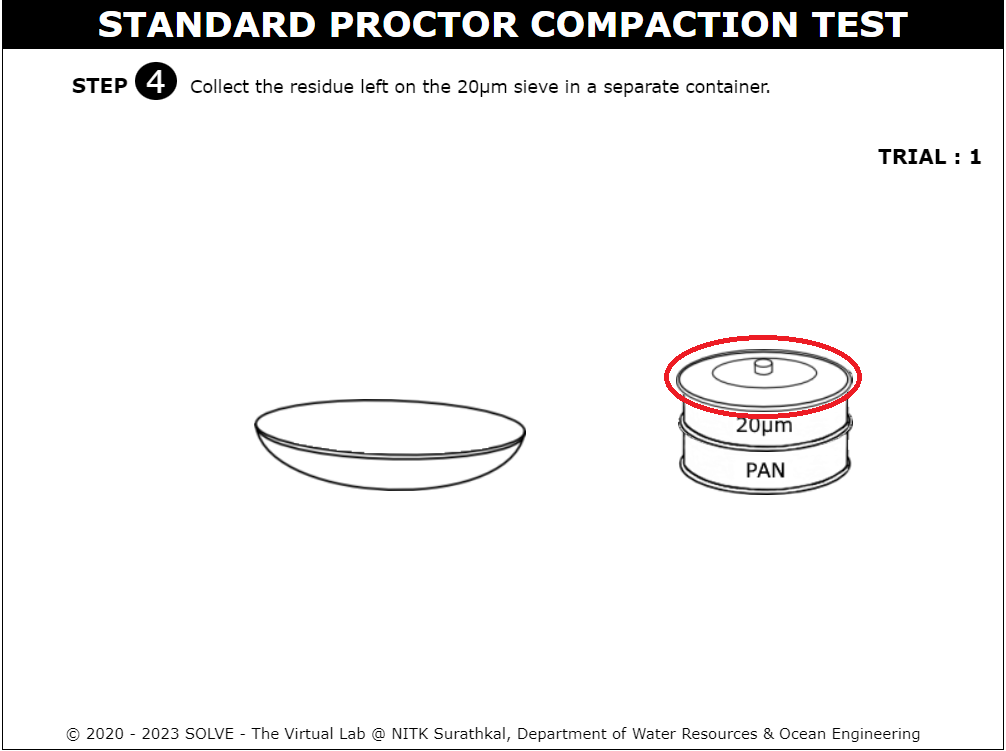 STANDARD PROCTOR COMPACTION TEST
STEP 4 Collect the residue left on the 20μm sieve in a separate container.
TRIAL : 1
20μm
PAN
© 2020 - 2023 SOLVE - The Virtual Lab @ NITK Surathkal, Department of Water Resources & Ocean Engineering